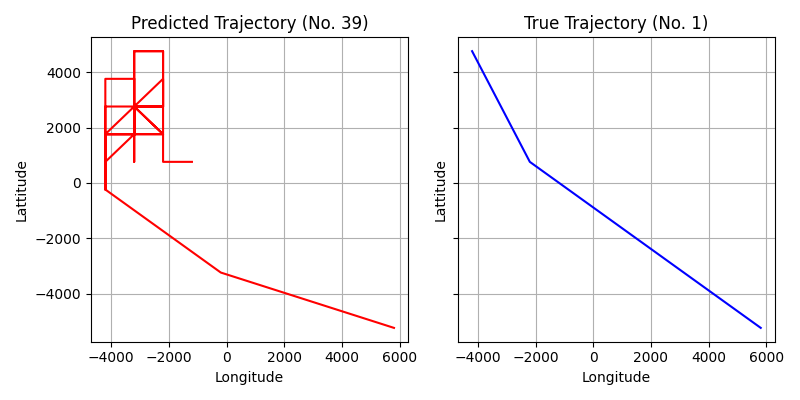 Predicted Trajectory (No. 39)
4000
2000
0
−2000
−4000
Lattitude
−4000 −2000 0 2000 4000 6000
Longitude
True Trajectory (No. 1)
Lattitude
−4000 −2000 0 2000 4000 6000
Longitude